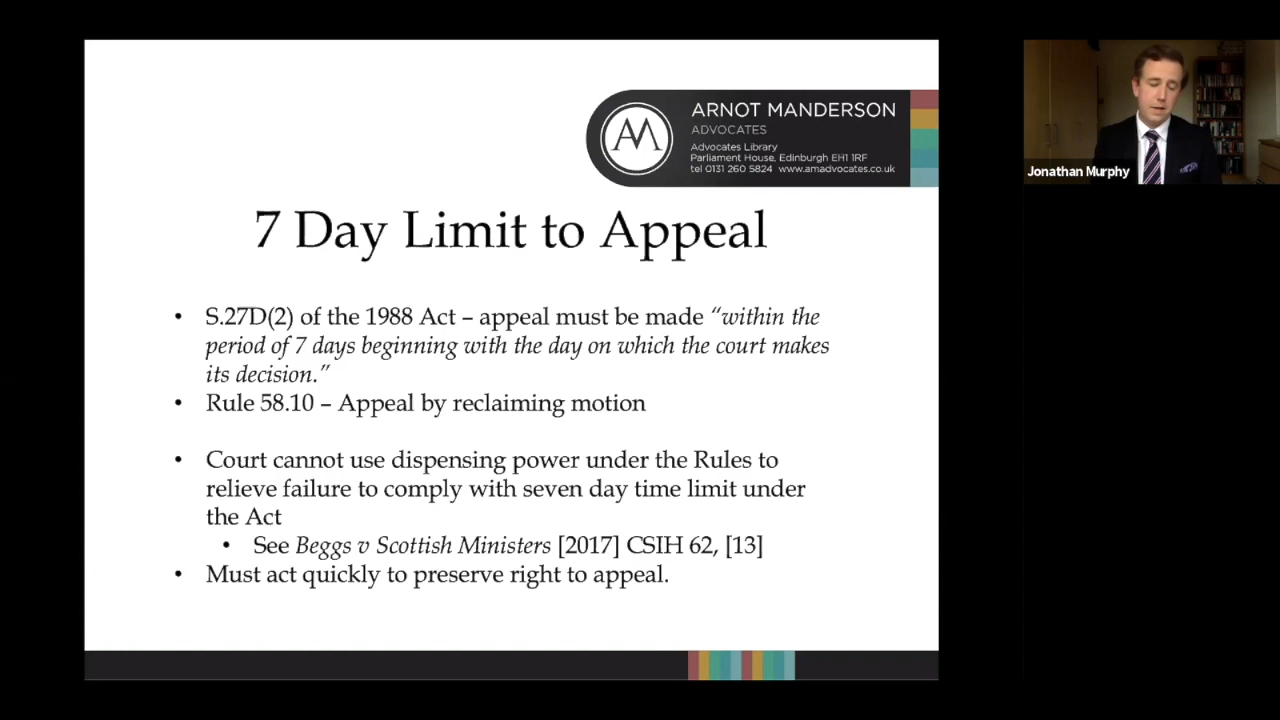 AM
ARNOT MANDERSON
ADVOCATES
Advocates Library
Parliament House, Edinburgh EH1 1RF
tel 0131 260 5824 www.amadvocates.co.uk
Jonathan Murphy
7 Day Limit to Appeal
• S.27D(2) of the 1988 Act – appeal must be made “within the
period of 7 days beginning with the day on which the court makes
its decision.”
• Rule 58.10 – Appeal by reclaiming motion
• Court cannot use dispensing power under the Rules to
relieve failure to comply with seven day time limit under
the Act
• See Beggs v Scottish Ministers [2017] CSIH 62, [13]
• Must act quickly to preserve right to appeal.